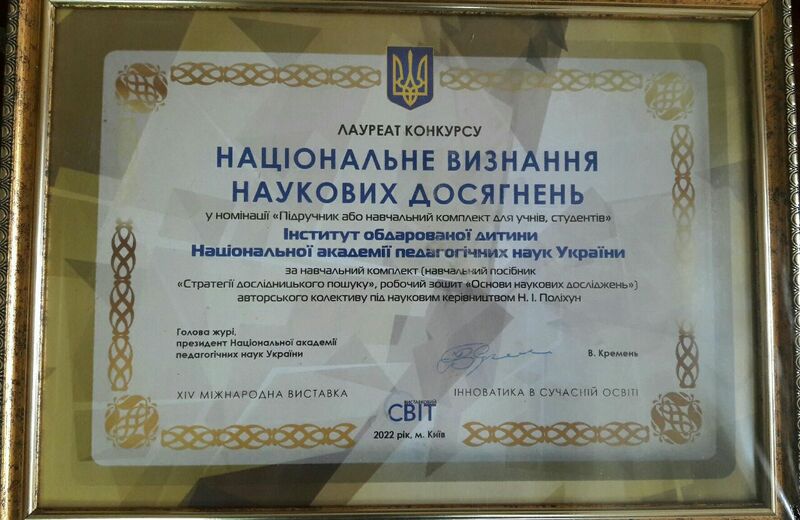 ЛАУРЕАТ КОНКУРСУ
НАЦІОНАЛЬНЕ ВИЗНАННЯ
НАУКОВИХ ДОСЯГНЕНЬ
у номінації «Підручник або навчальний комплект для учнів, студентів»
Інститут обдарованої дитини
Національної академії педагогічних наук України
за навчальний комплект (навчальний посібник
«Стратегії дослідницького пошуку», робочий зошит «Основи наукових досліджень»)
авторського колективу під науковим керівництвом Н. І. Поліхун
Голова журі,
президент Національної академії
педагогічних наук України
В. Кремень
XIV МІЖНАРОДНА ВИСТАВКА
ІННОВАТИКА В СУЧАСНІЙ ОСВІТІ
ВИСТАВКОВИЙ
СВІТ
2022 рік, м. Київ